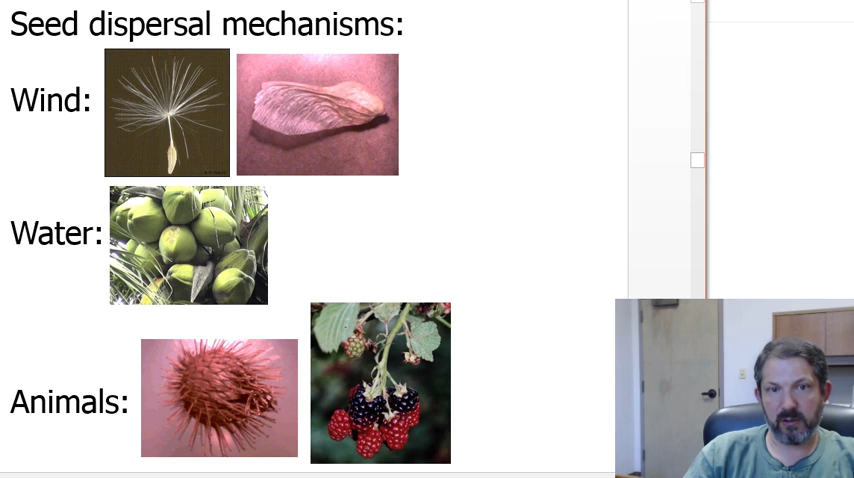 Seed dispersal mechanisms:
Wind:
Water:
Animals: